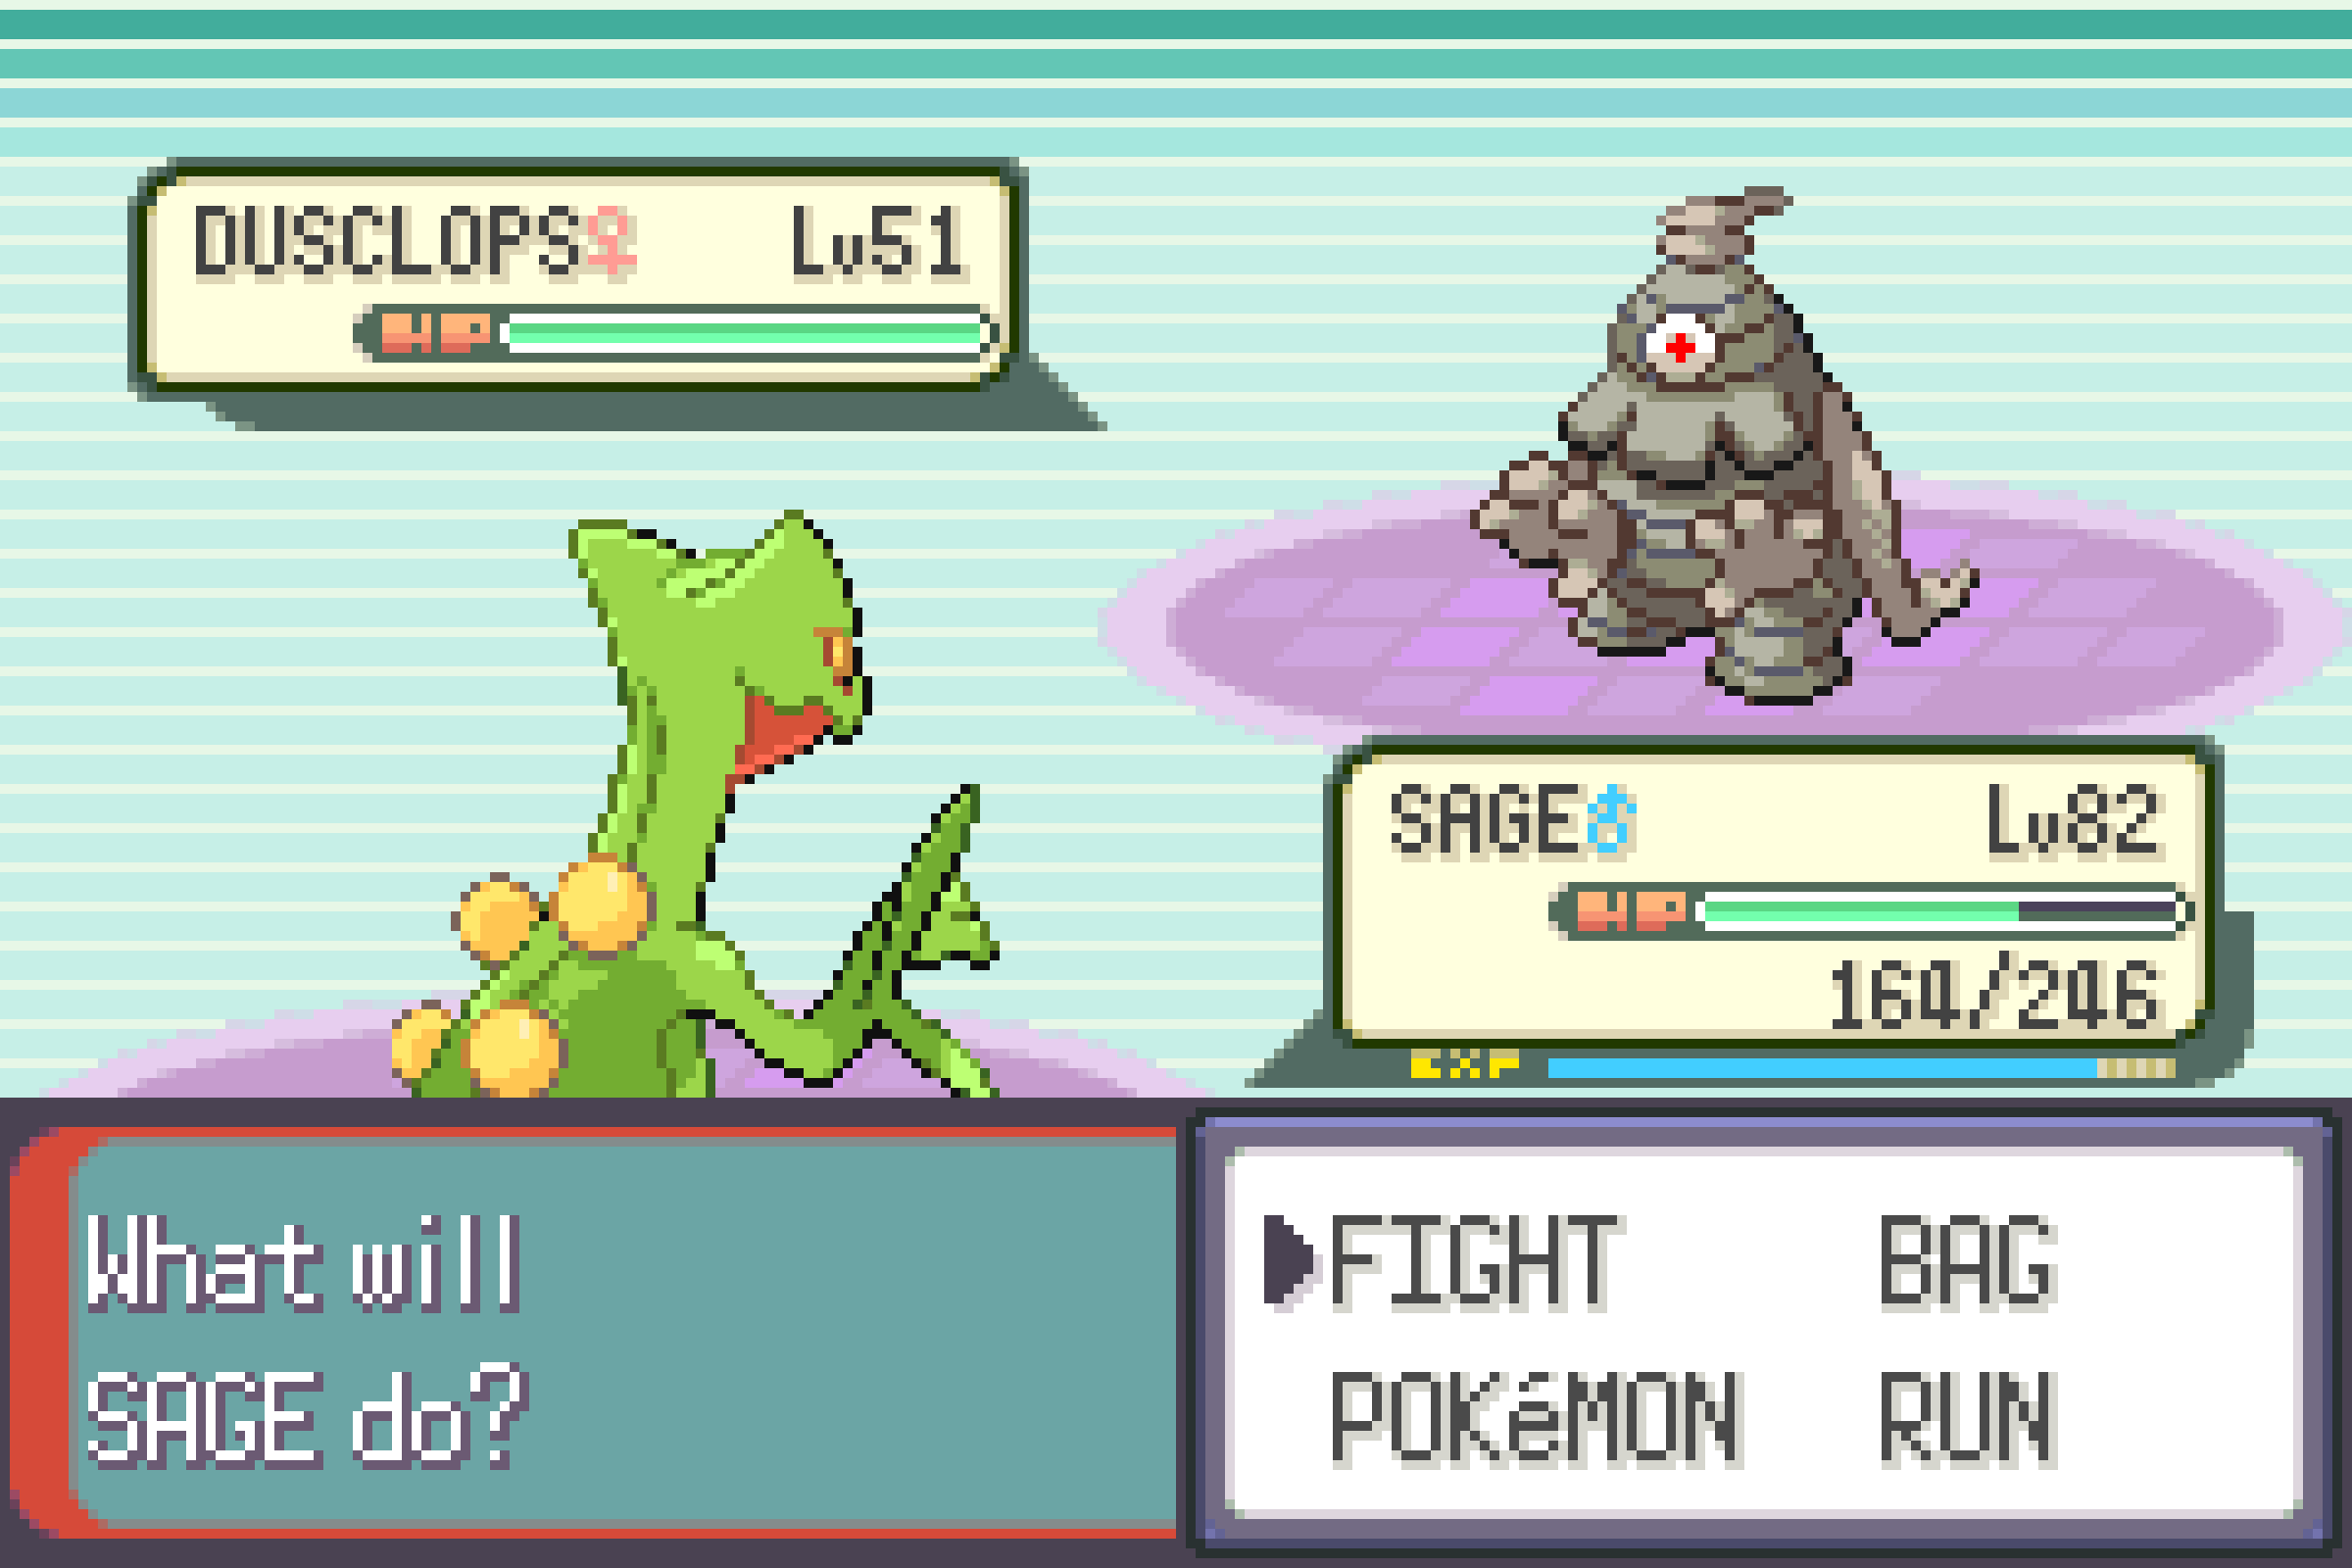 DUSCLOPS♀ Lv51
HP
SAGE♂ Lv82
HP
164/246
EXP
What will
SAGE do?
FIGHT BAG
POKéMON RUN